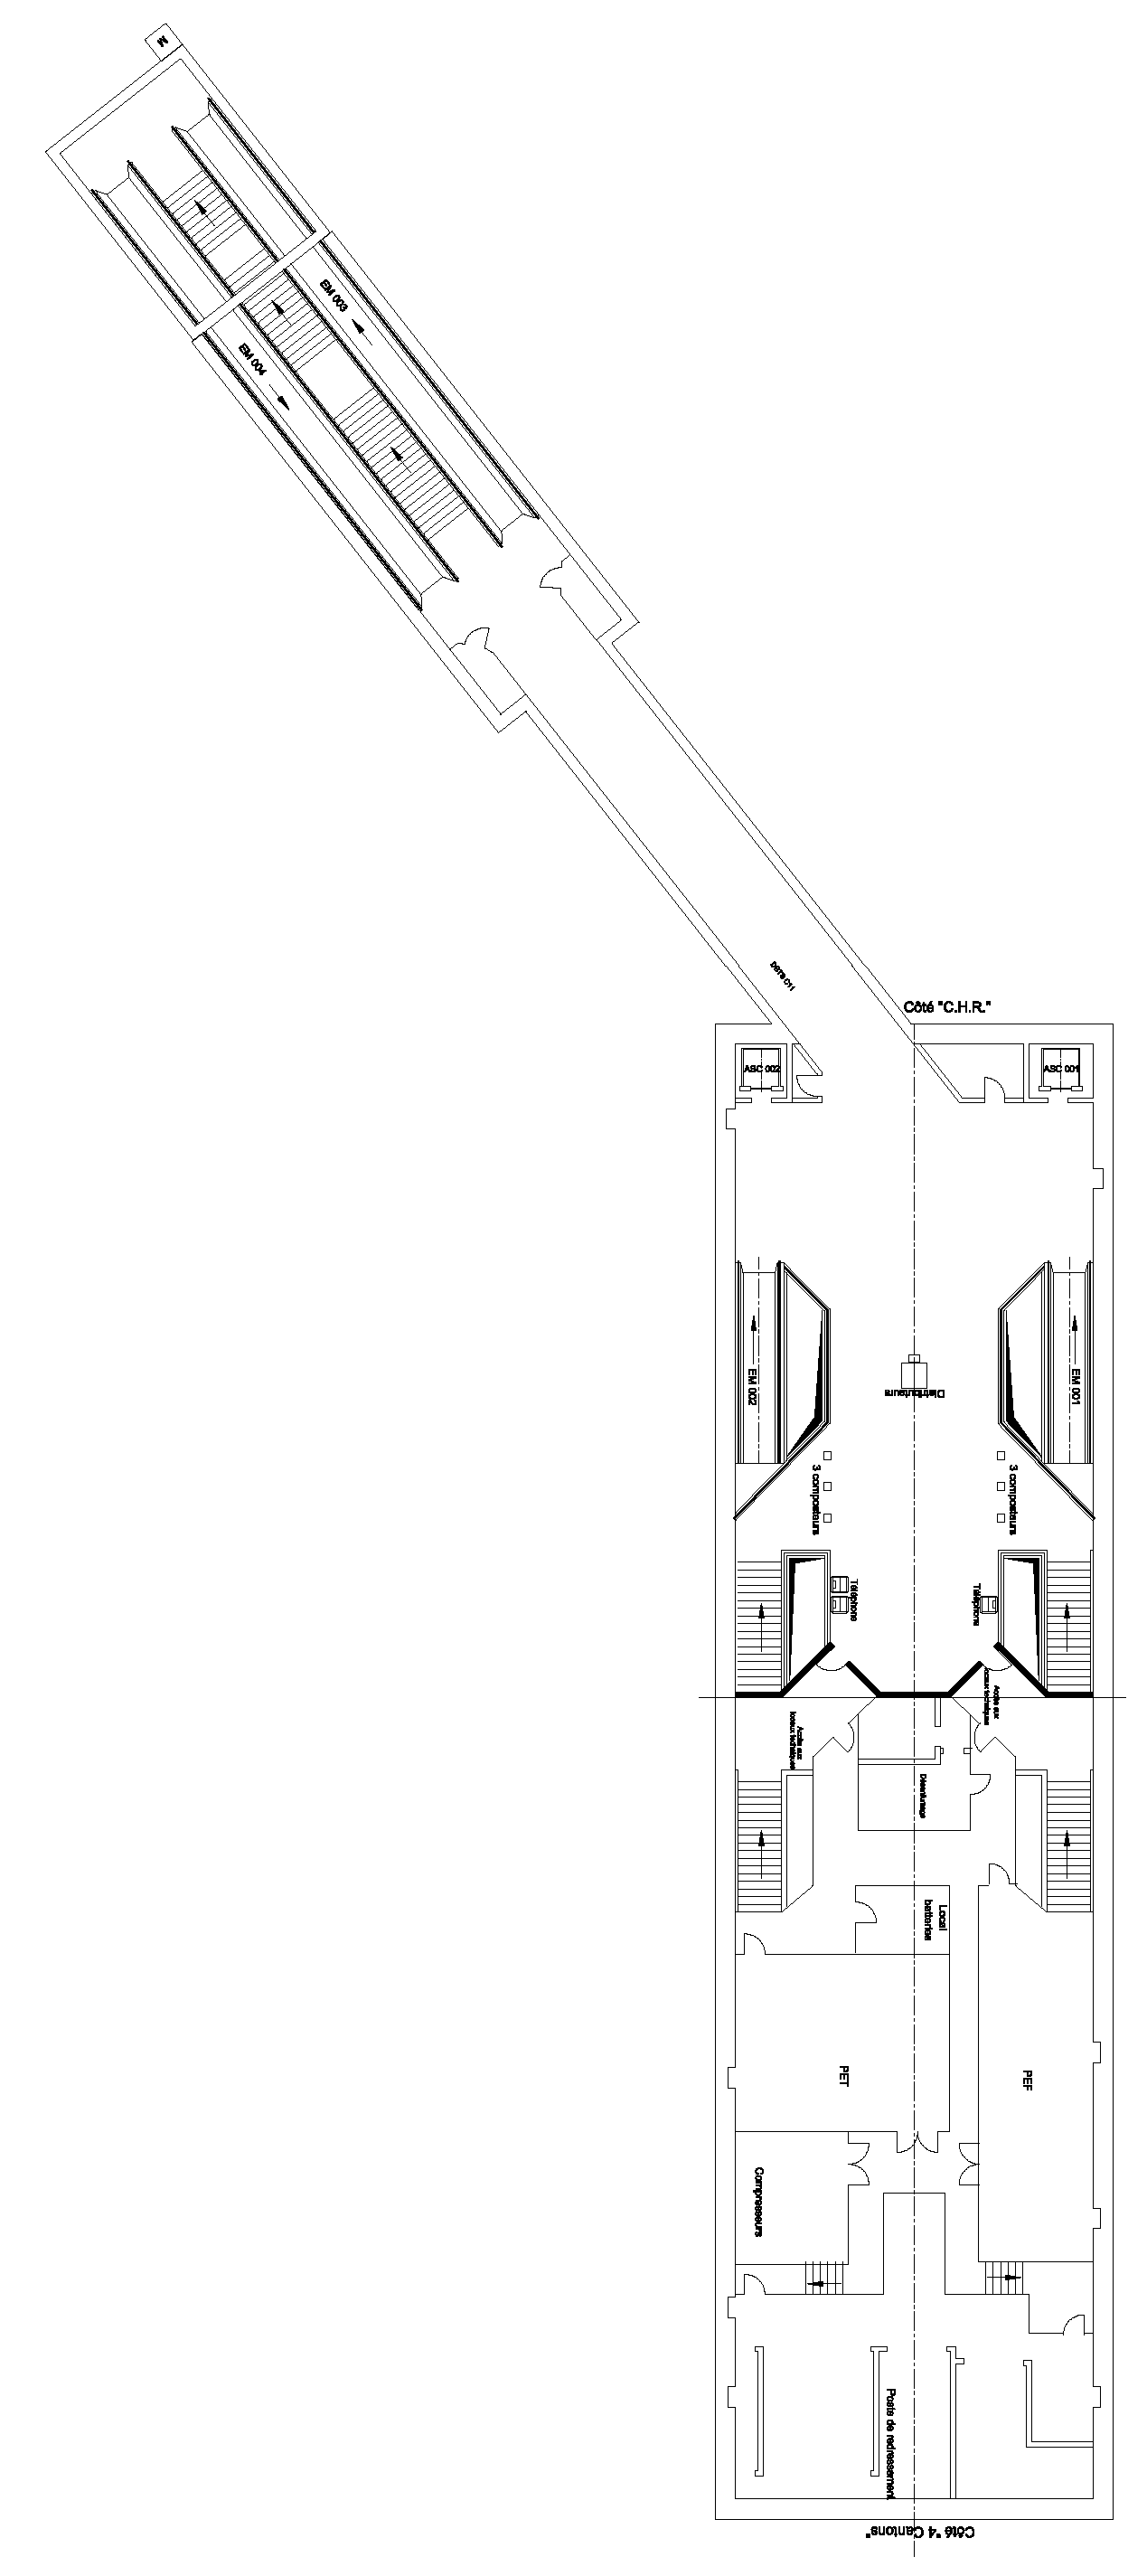 M
EM 003
EM 004
Côté "C.H.R."
ASC 002
ASC 001
EM 002
EM 001
Distributeurs
3 composteurs
3 composteurs
Téléphone
Téléphone
Accès aux
locaux techniques
Accès aux
locaux techniques
Désenfumage
Local
batteries
PET
PEF
Compresseurs
Poste de redressement
Côté "4 Cantons"